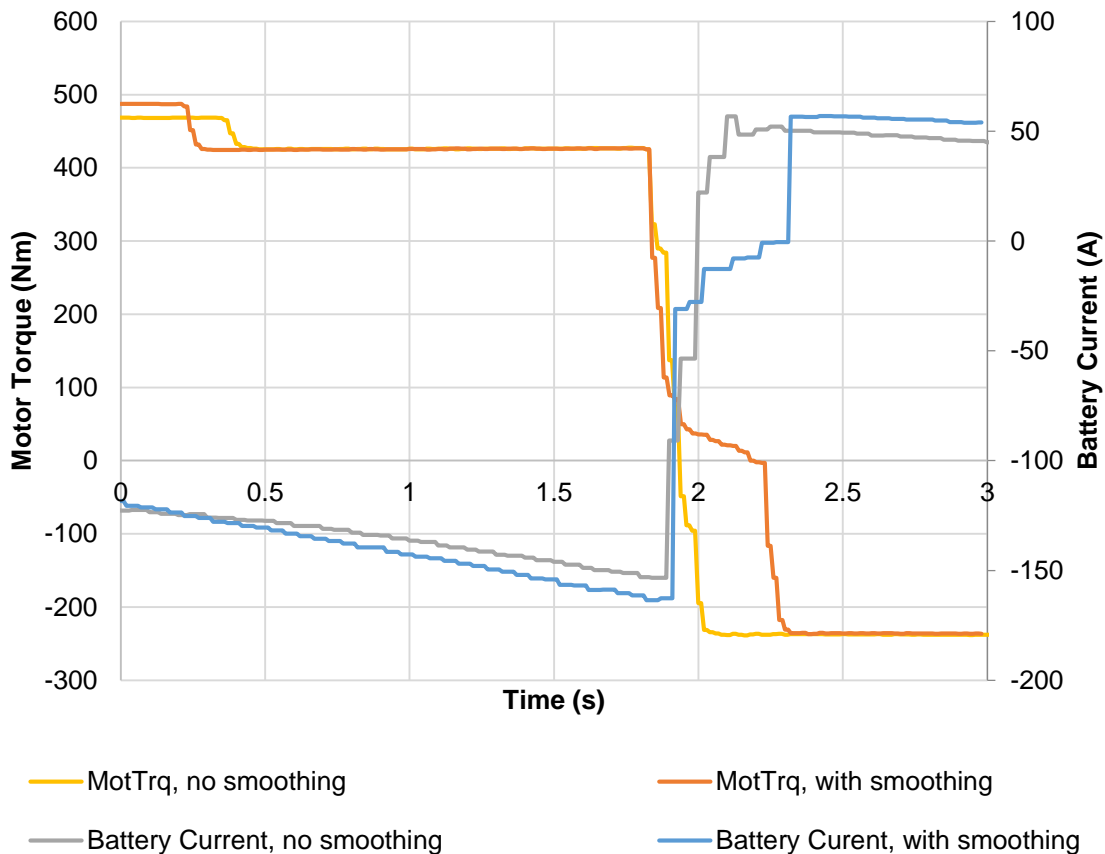 600
500
400
300
200
100
0
-100
-200
-300
Motor Torque (Nm)
0 0.5 1 1.5 2 2.5 3
Time (s)
100
50
0
-50
-100
-150
-200
Battery Current (A)
MotTrq, no smoothing
MotTrq, with smoothing
Battery Current, no smoothing
Battery Curent, with smoothing